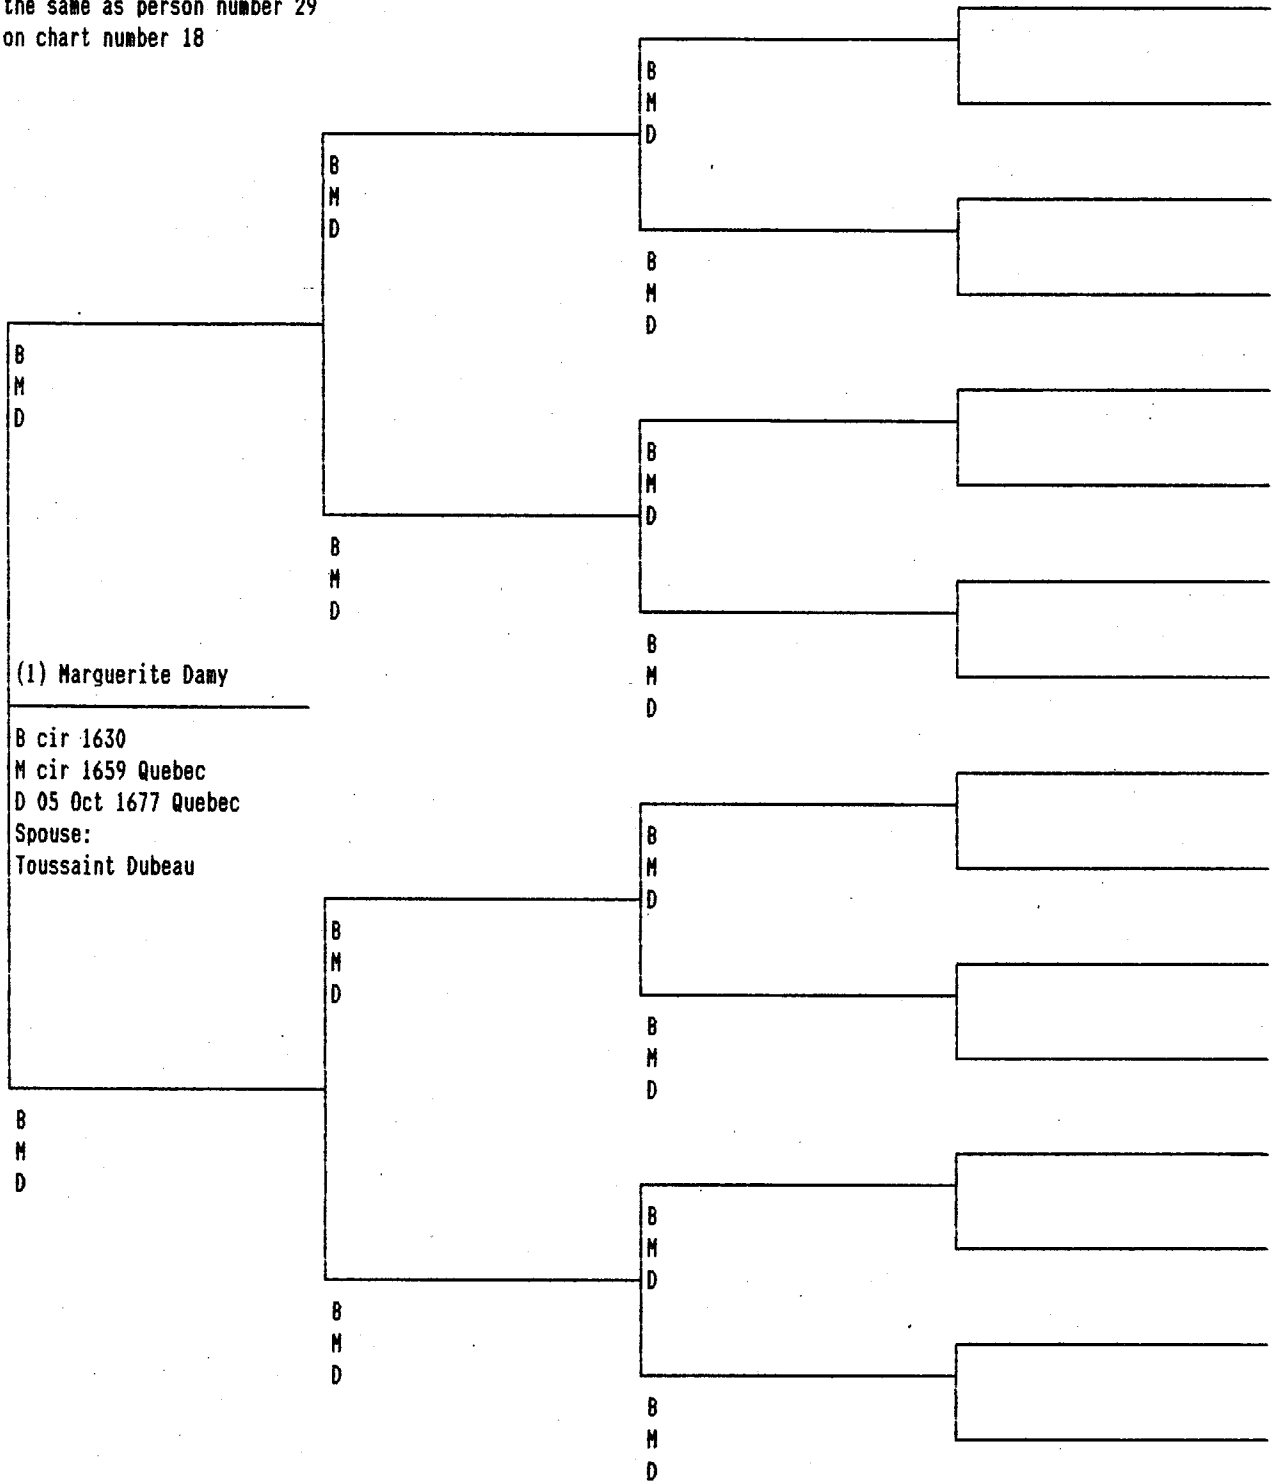 the same as person number 29
on chart number 18
B
M
D
B
M
D
B
M
D
B
M
D
B
M
D
B
M
D
B
M
D
(1) Marguerite Damy
B cir 1630
M cir 1659 Quebec
D 05 Oct 1677 Quebec
Spouse:
Toussaint Dubeau
B
M
D
B
M
D
B
M
D
B
M
D
B
M
D
B
M
D
B
M
D